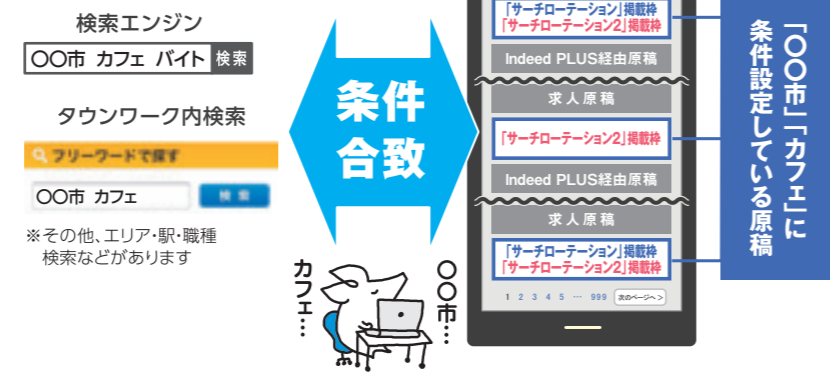 検索エンジン
〇〇市 カフェ バイト 検索
タウンワーク内検索
フリーワードで探す
〇〇市 カフェ 検索
※その他、エリア・駅・職種
検索などがあります
条件
合致
カフェ…
〇〇市…
「サーチローテーション」掲載枠
「サーチローテーション2」掲載枠
Indeed PLUS経由原稿
求人原稿
「サーチローテーション2」掲載枠
Indeed PLUS経由原稿
求人原稿
「サーチローテーション」掲載枠
「サーチローテーション2」掲載枠
1 2 3 4 5 … 999 次のページへ >
「〇〇市」「カフェ」に
条件設定している原稿